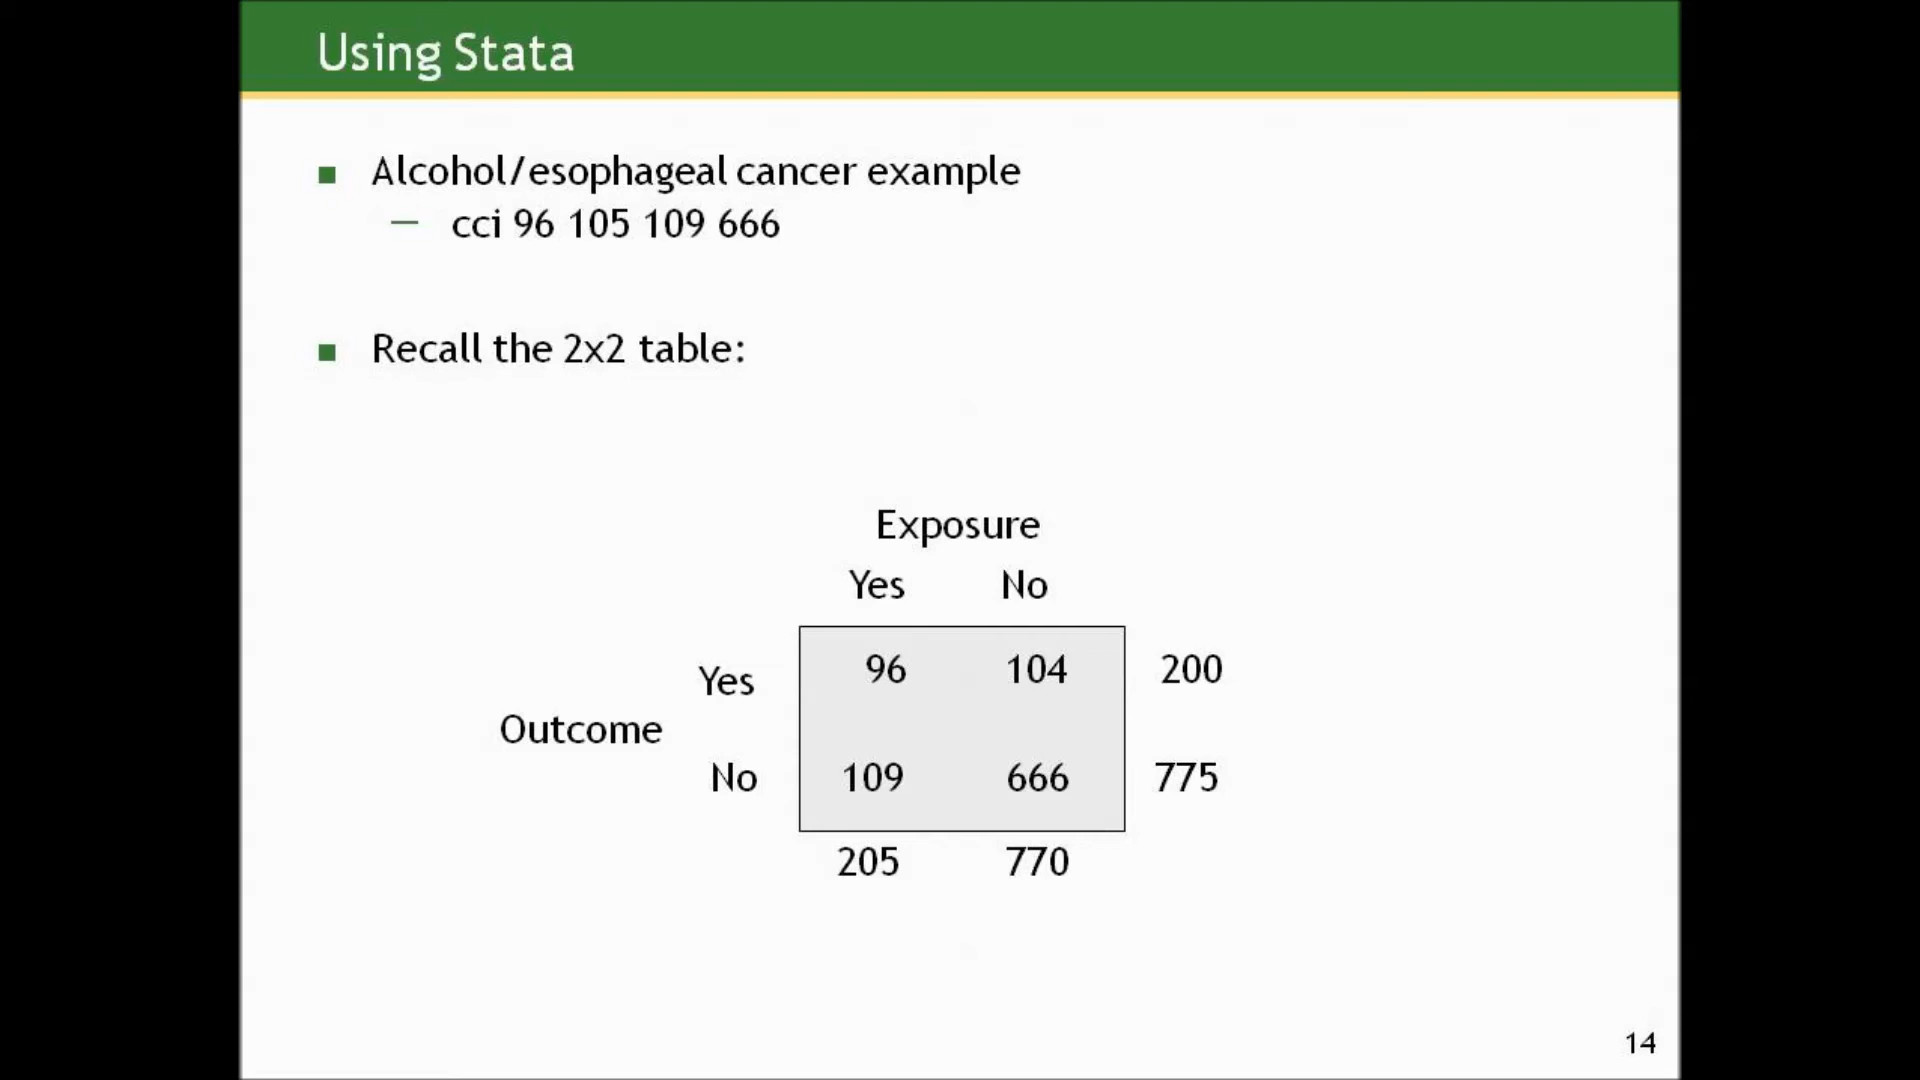 Using Stata
Alcohol/esophageal cancer example
— cci 96 105 109 666
Recall the 2x2 table:
Exposure
Yes No
Yes 96 104 200
Outcome
No 109 666 775
205 770
14